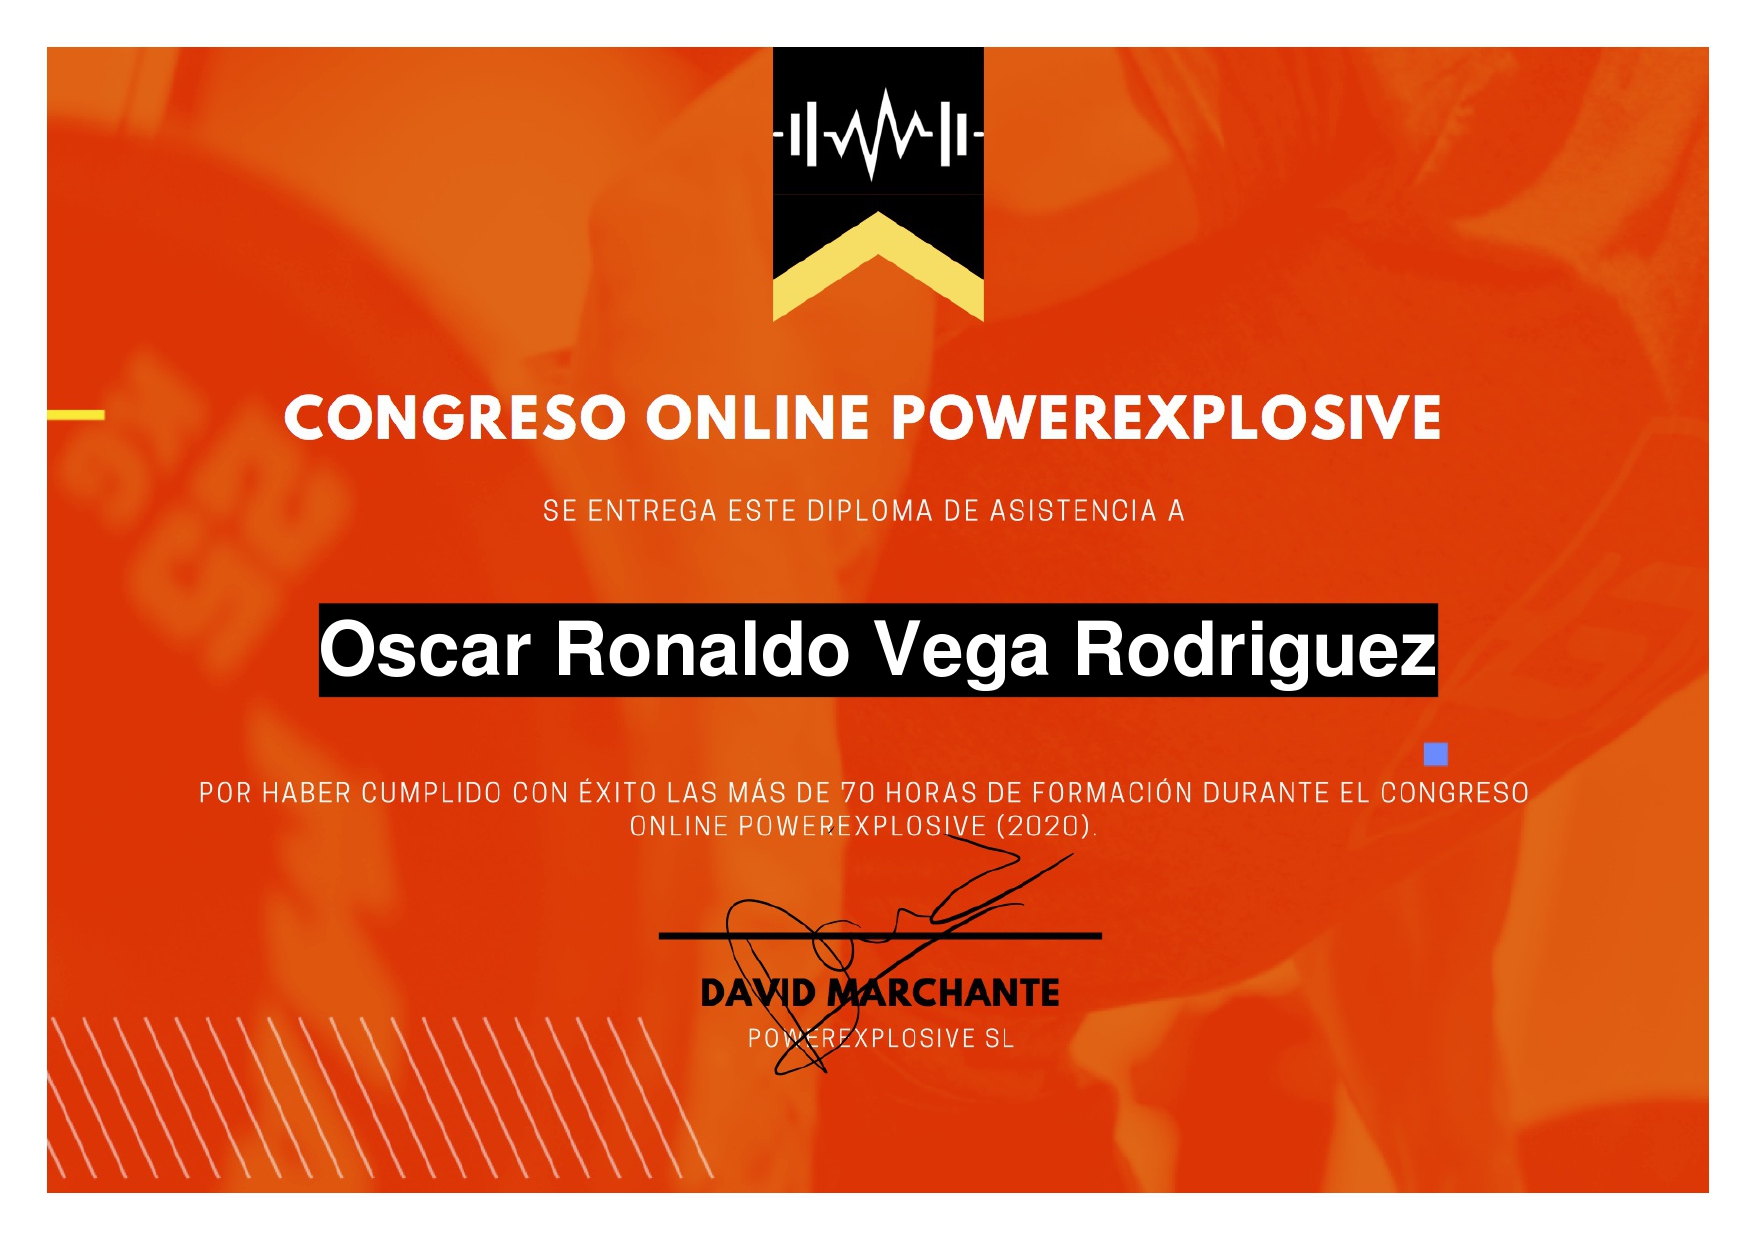 CONGRESO ONLINE POWEREXPLOSIVE
SE ENTREGA ESTE DIPLOMA DE ASISTENCIA A
Oscar Ronaldo Vega Rodriguez
POR HABER CUMPLIDO CON ÉXITO LAS MÁS DE 70 HORAS DE FORMACIÓN DURANTE EL CONGRESO
ONLINE POWEREXPLOSIVE (2020).
DAVID MARCHANTE
POWEREXPLOSIVE SL